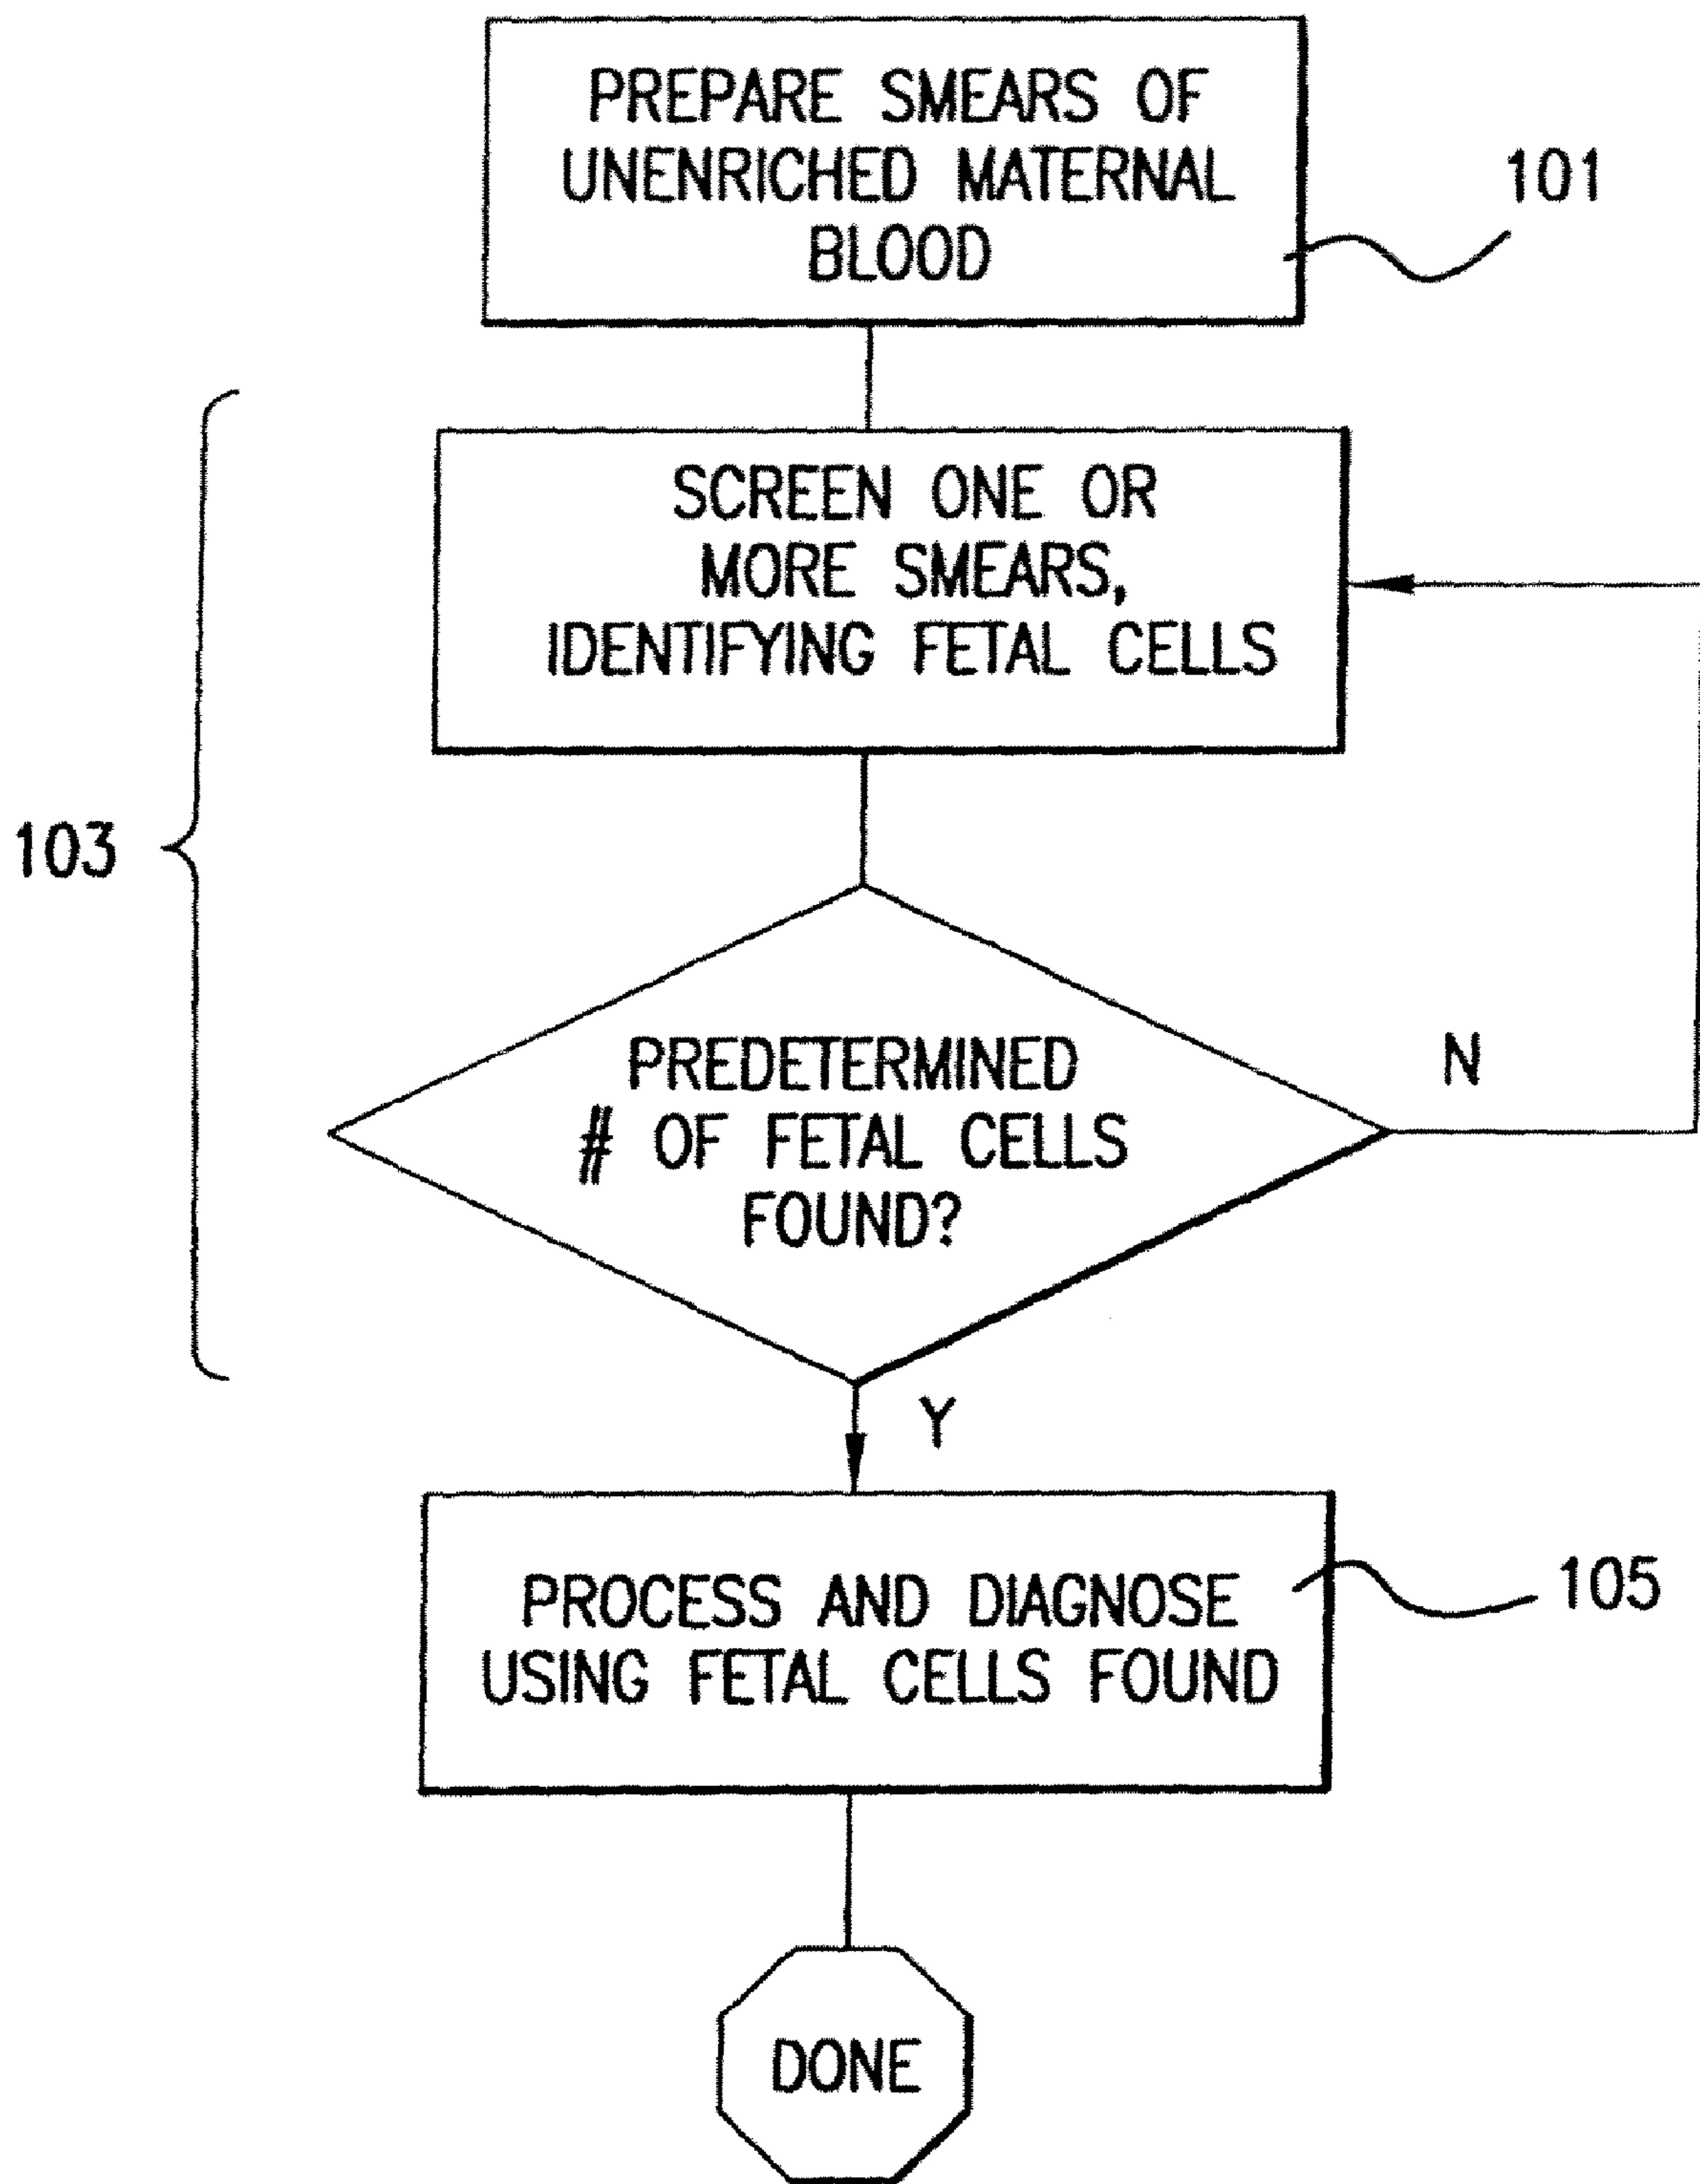 PREPARE SMEARS OF
UNENRICHED MATERNAL
BLOOD
101
SCREEN ONE OR
MORE SMEARS,
IDENTIFYING FETAL CELLS
103
PREDETERMINED
# OF FETAL CELLS
FOUND?
N
Y
PROCESS AND DIAGNOSE
USING FETAL CELLS FOUND
105
DONE